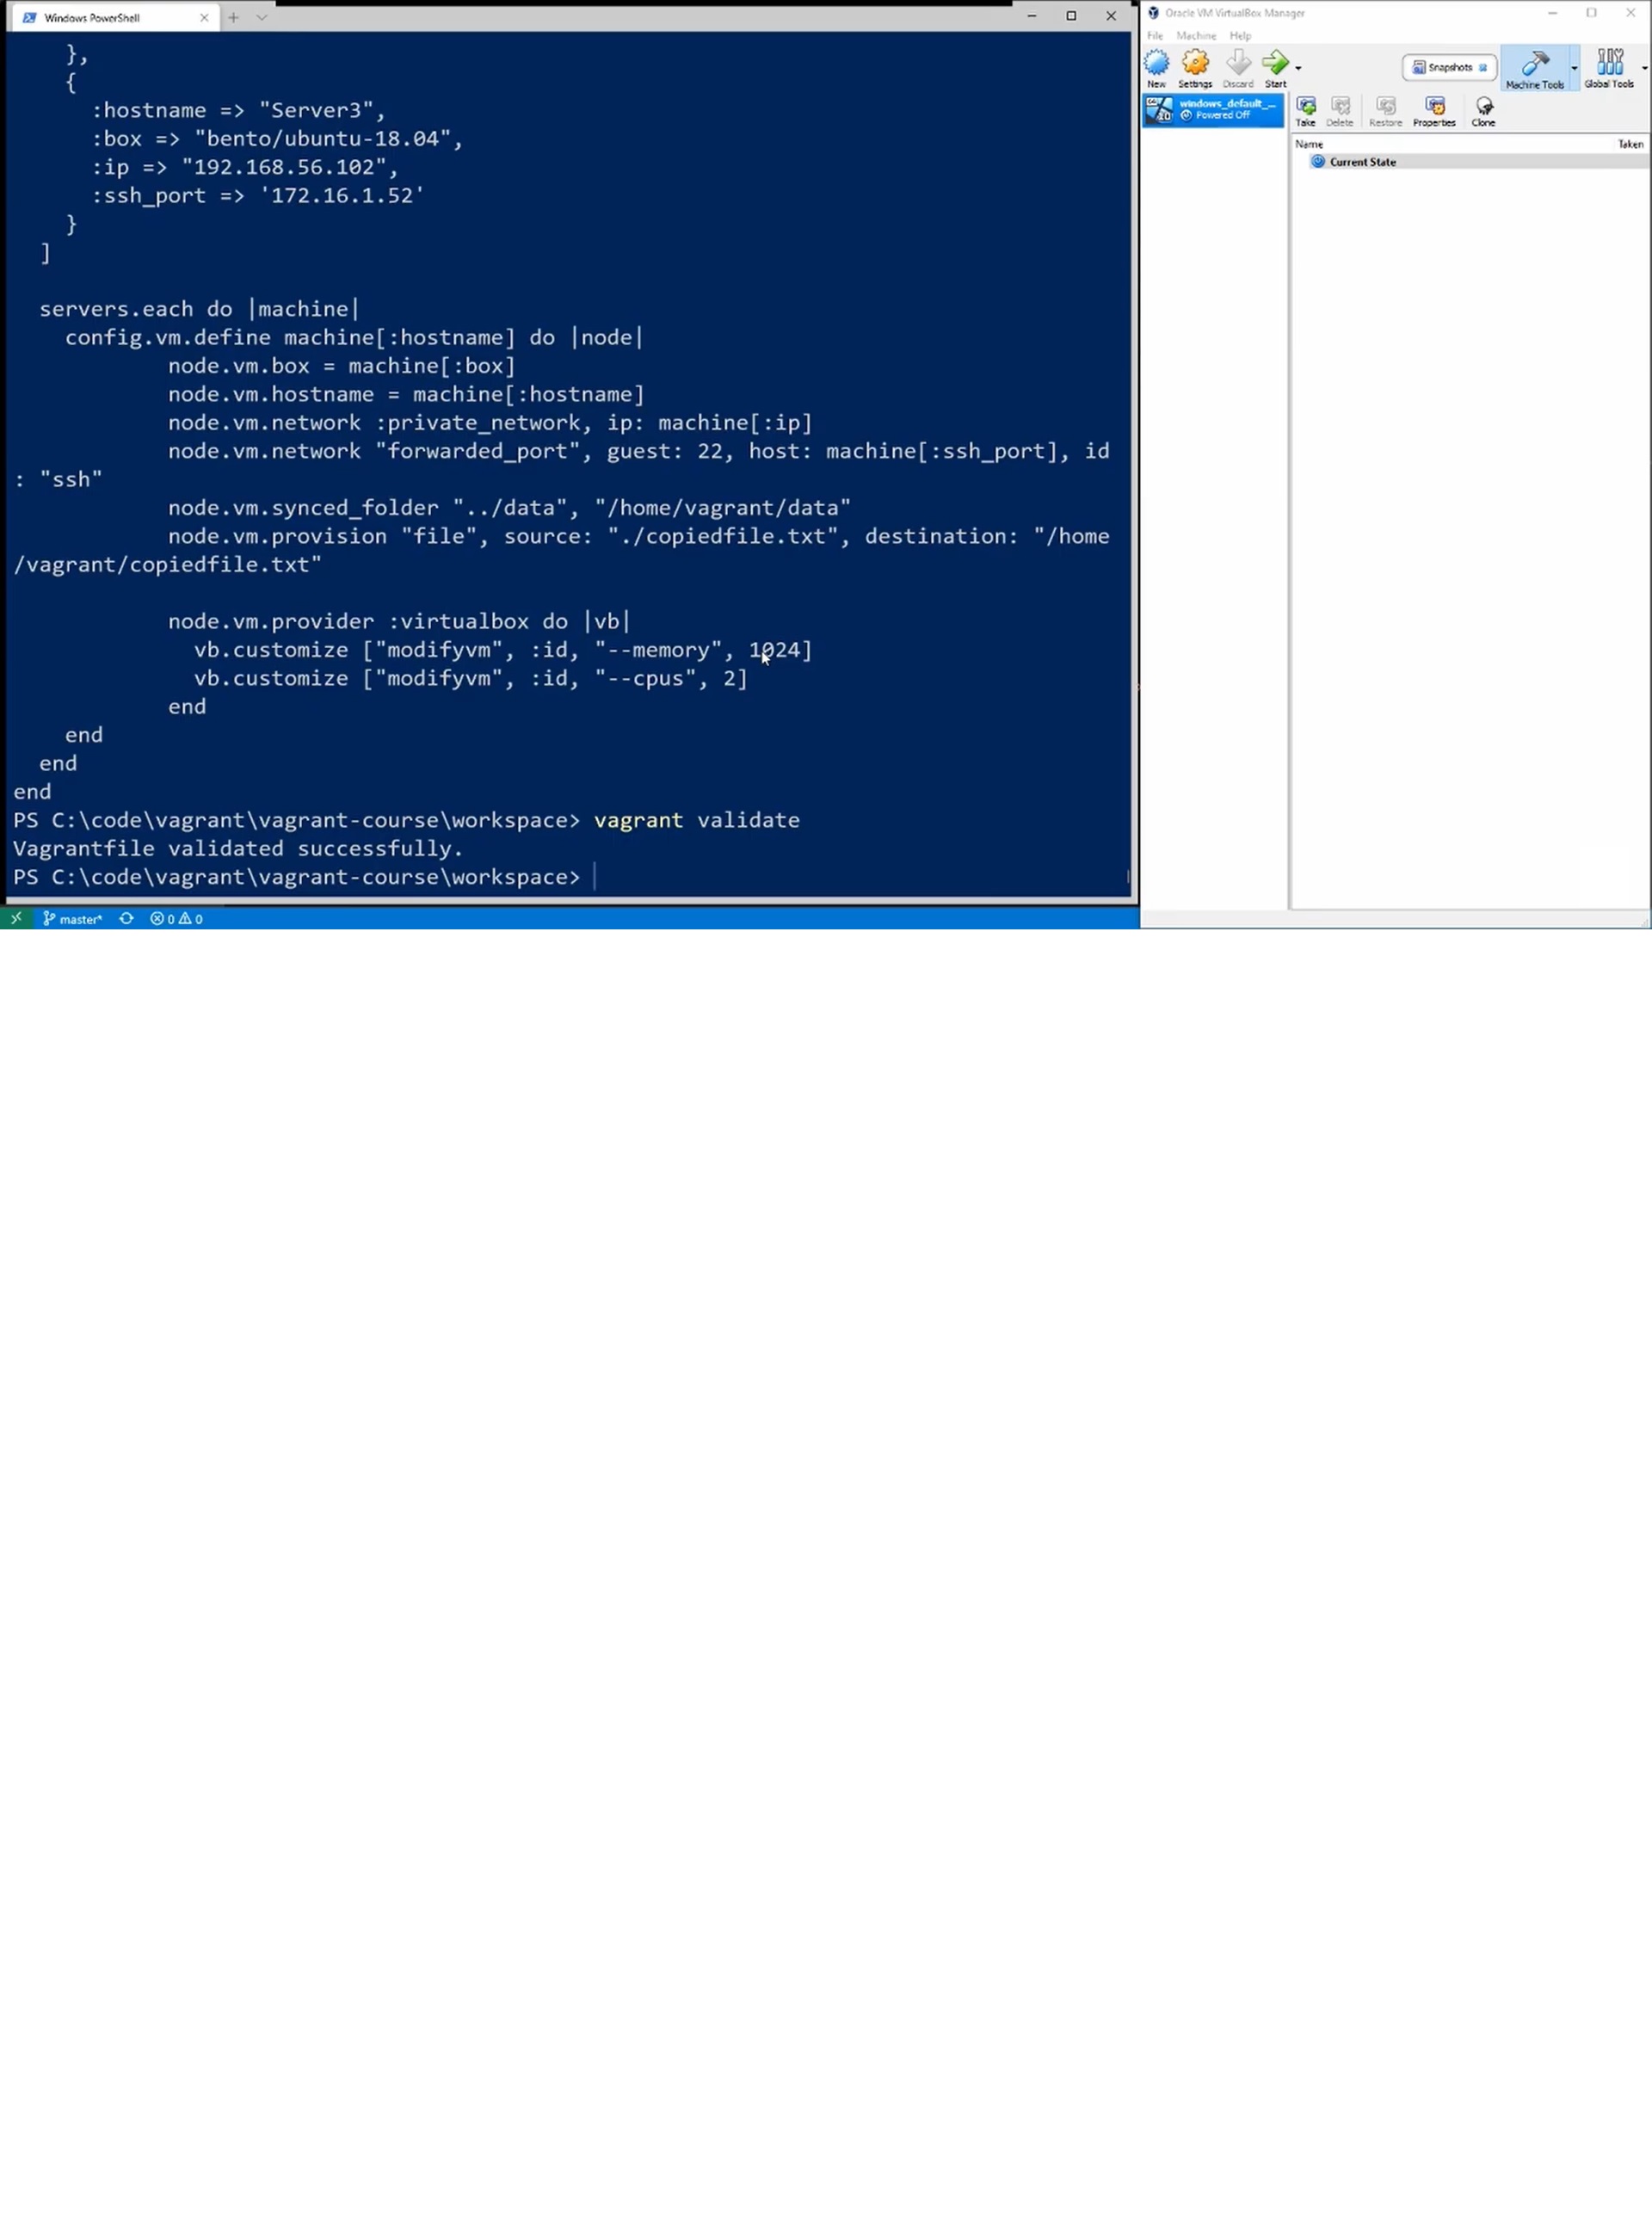 Windows PowerShell
},
{
:hostname => "Server3",
:box => "bento/ubuntu-18.04",
:ip => "192.168.56.102",
:ssh_port => '172.16.1.52'
}
]
servers.each do |machine|
config.vm.define machine[:hostname] do |node|
node.vm.box = machine[:box]
node.vm.hostname = machine[:hostname]
node.vm.network :private_network, ip: machine[:ip]
node.vm.network "forwarded_port", guest: 22, host: machine[:ssh_port], id
: "ssh"
node.vm.synced_folder "../data", "/home/vagrant/data"
node.vm.provision "file", source: "./copiedfile.txt", destination: "/home
/vagrant/copiedfile.txt"
node.vm.provider :virtualbox do |vb|
vb.customize ["modifyvm", :id, "--memory", 1024]
vb.customize ["modifyvm", :id, "--cpus", 2]
end
end
end
end
PS C:\code\vagrant\vagrant-course\workspace> vagrant validate
Vagrantfile validated successfully.
PS C:\code\vagrant\vagrant-course\workspace>
master* 0 0
Oracle VM VirtualBox Manager
File Machine Help
New Settings Discard Start Snapshots Machine Tools Global Tools
windows_default_...
Powered Off
Take Delete Restore Properties Clone
Name Taken
Current State